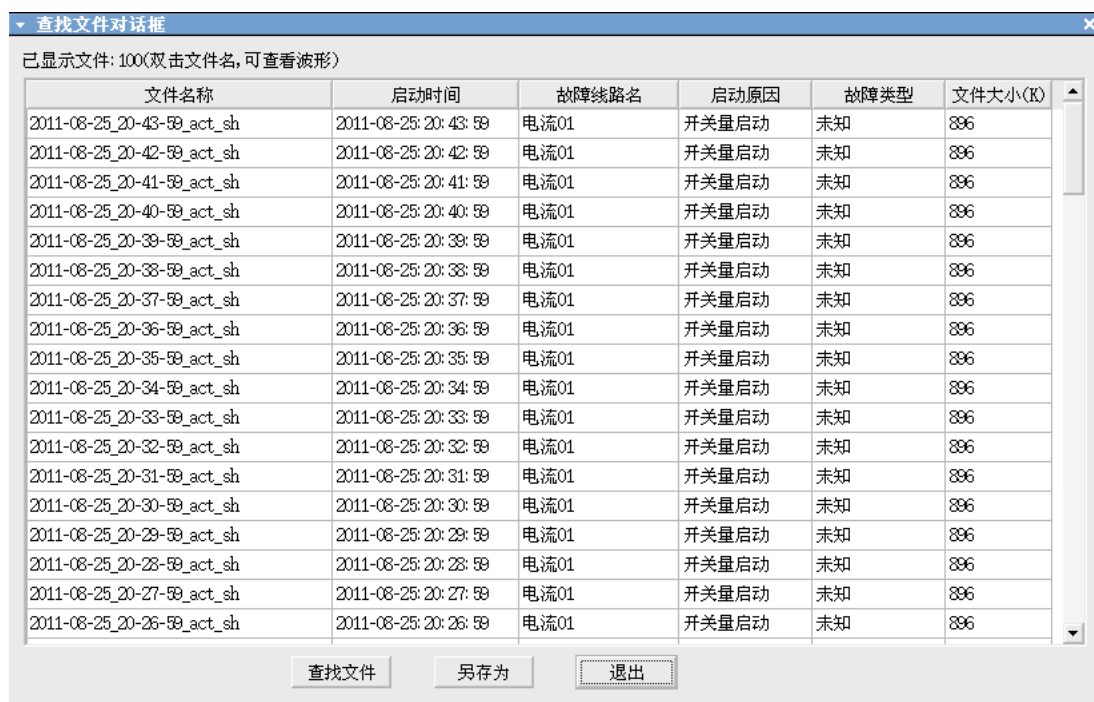 查找文件对话框
已显示文件:100(双击文件名,可查看波形)
文件名称 启动时间 故障线路名 启动原因 故障类型 文件大小(K)
2011-08-25_20-43-59_act_sh 2011-08-25:20:43:59 电流01 开关量启动 未知 896
2011-08-25_20-42-59_act_sh 2011-08-25:20:42:59 电流01 开关量启动 未知 896
2011-08-25_20-41-59_act_sh 2011-08-25:20:41:59 电流01 开关量启动 未知 896
2011-08-25_20-40-59_act_sh 2011-08-25:20:40:59 电流01 开关量启动 未知 896
2011-08-25_20-39-59_act_sh 2011-08-25:20:39:59 电流01 开关量启动 未知 896
2011-08-25_20-38-59_act_sh 2011-08-25:20:38:59 电流01 开关量启动 未知 896
2011-08-25_20-37-59_act_sh 2011-08-25:20:37:59 电流01 开关量启动 未知 896
2011-08-25_20-36-59_act_sh 2011-08-25:20:36:59 电流01 开关量启动 未知 896
2011-08-25_20-35-59_act_sh 2011-08-25:20:35:59 电流01 开关量启动 未知 896
2011-08-25_20-34-59_act_sh 2011-08-25:20:34:59 电流01 开关量启动 未知 896
2011-08-25_20-33-59_act_sh 2011-08-25:20:33:59 电流01 开关量启动 未知 896
2011-08-25_20-32-59_act_sh 2011-08-25:20:32:59 电流01 开关量启动 未知 896
2011-08-25_20-31-59_act_sh 2011-08-25:20:31:59 电流01 开关量启动 未知 896
2011-08-25_20-30-59_act_sh 2011-08-25:20:30:59 电流01 开关量启动 未知 896
2011-08-25_20-29-59_act_sh 2011-08-25:20:29:59 电流01 开关量启动 未知 896
2011-08-25_20-28-59_act_sh 2011-08-25:20:28:59 电流01 开关量启动 未知 896
2011-08-25_20-27-59_act_sh 2011-08-25:20:27:59 电流01 开关量启动 未知 896
2011-08-25_20-26-59_act_sh 2011-08-25:20:26:59 电流01 开关量启动 未知 896
查找文件 另存为 退出